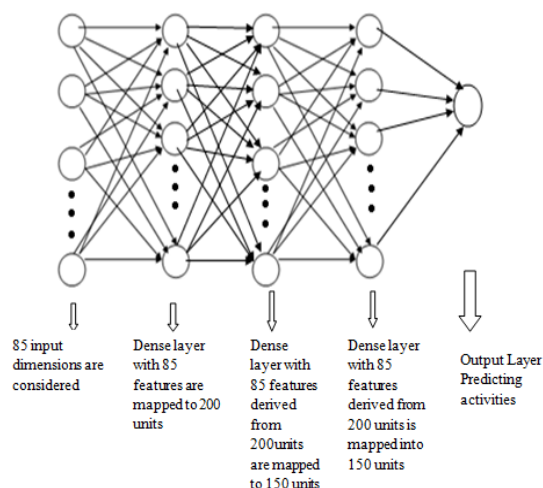 85 input
dimensions are
considered
Dense layer
with 85
features are
mapped to 200
units
Dense
layer with
85 features
derived
from
200units
are mapped
to 150 units
Dense
layer with 85
features
derived from
200 units is
mapped into
150 units
Output Layer
Predicting
activities